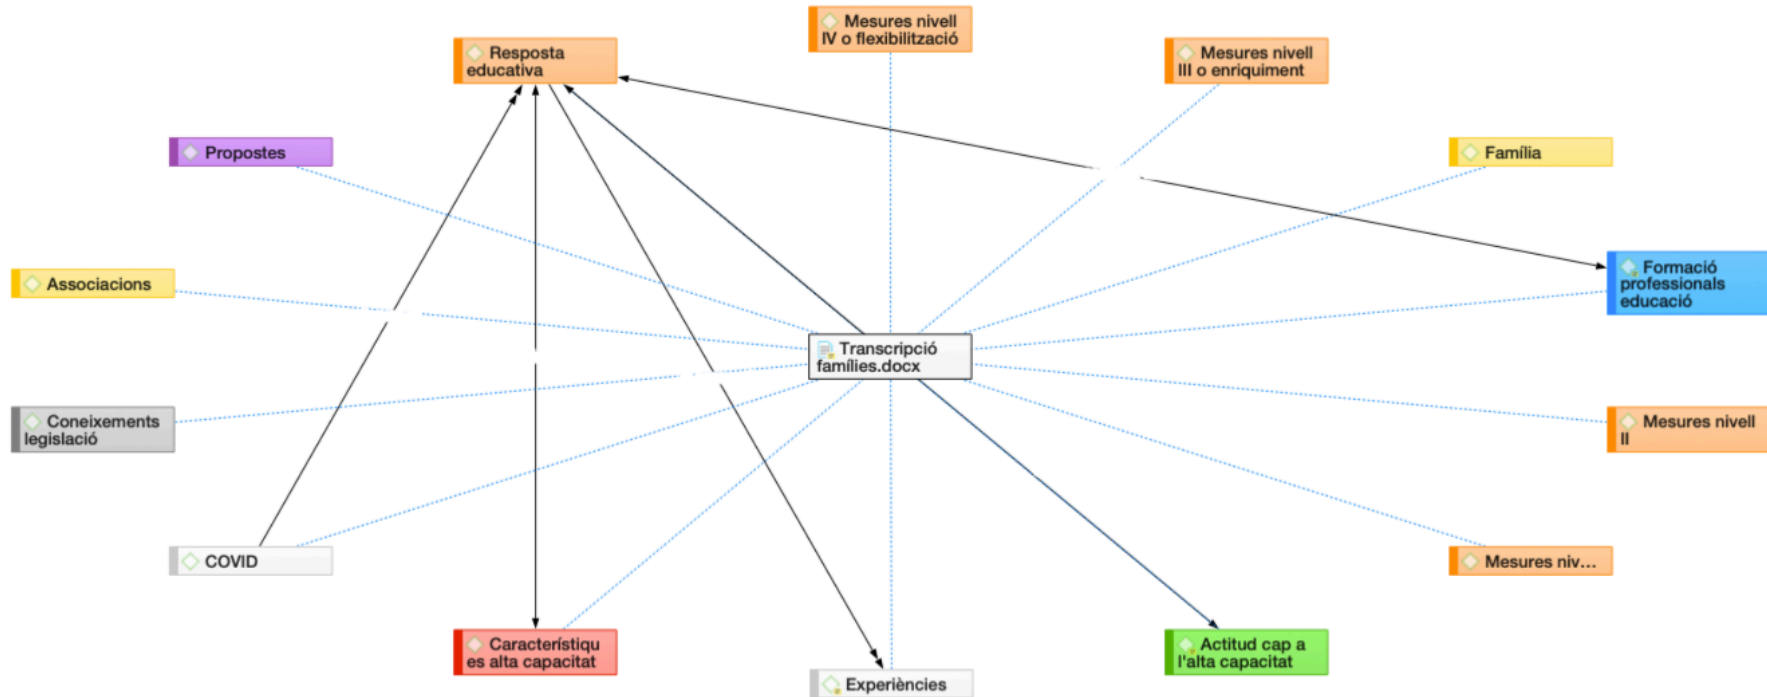 Mesures nivell
IV o flexibilització
Resposta
educativa
Mesures nivell
III o enriquiment
Propostes
Família
Associacions
Formació
professionals
educació
Transcripció
famílies.docx
Coneixements
legislació
Mesures nivell
II
COVID
Mesures niv...
Característiqu
es alta capacitat
Actitud cap a
l'alta capacitat
Experiències